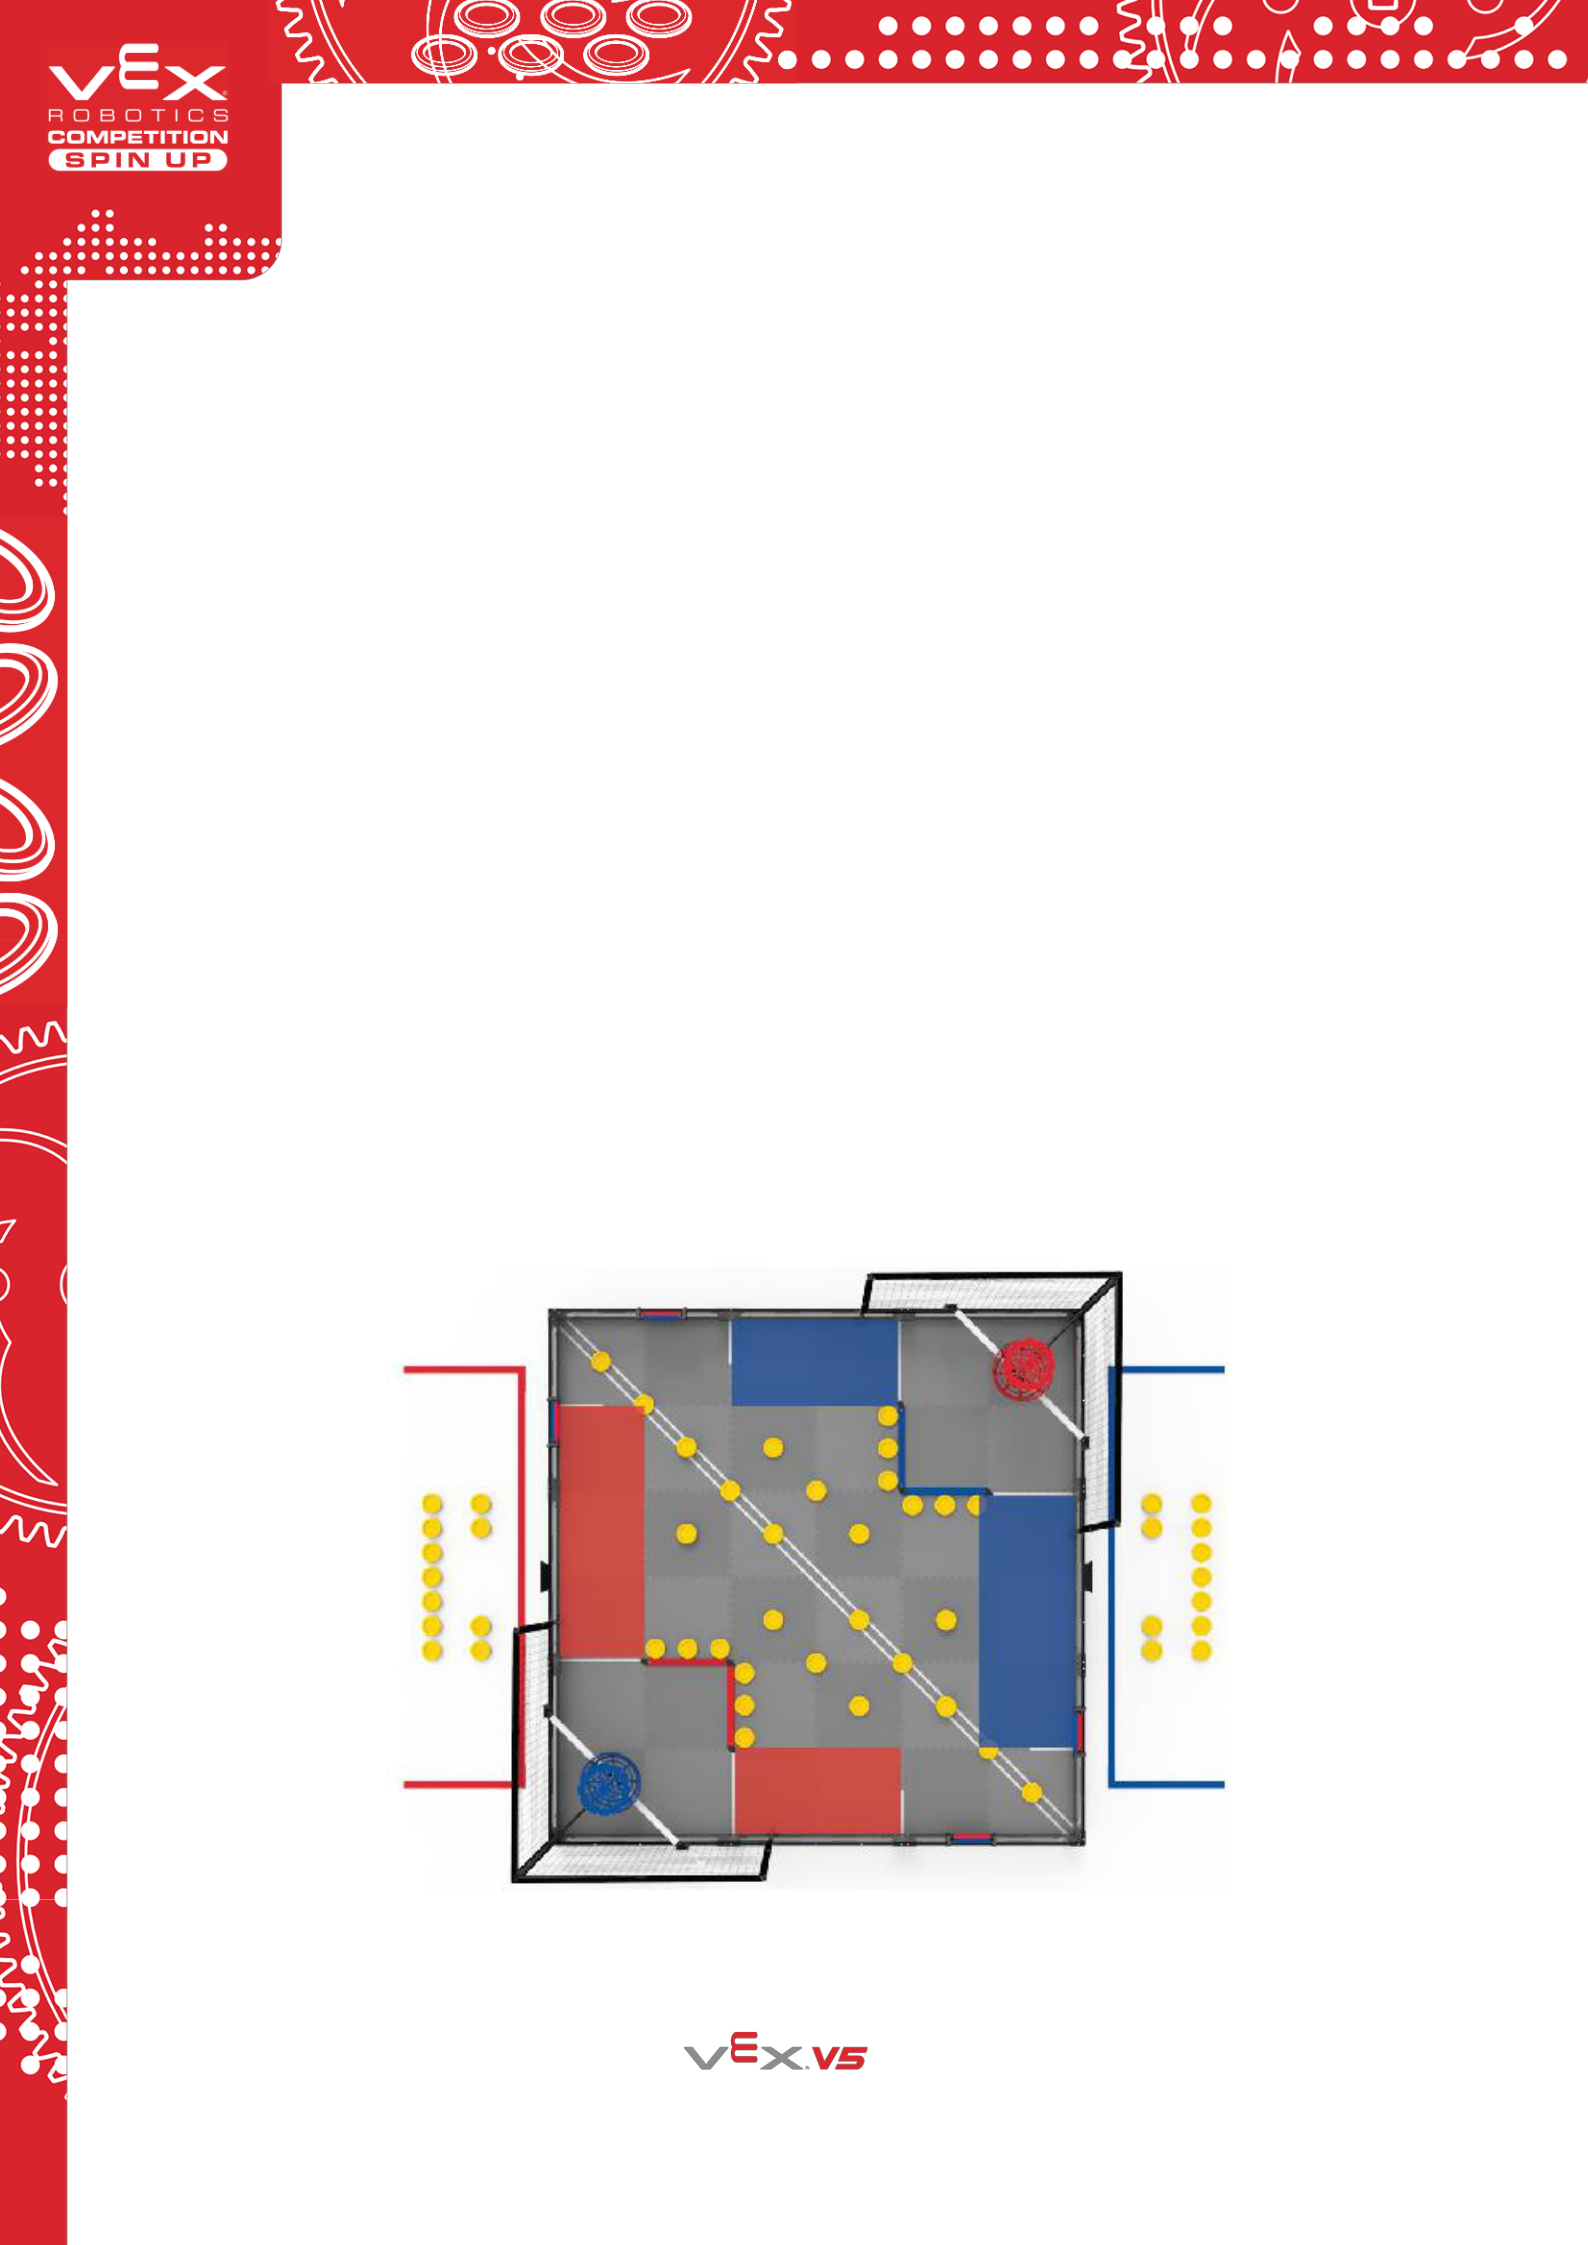 VEX
ROBOTICS
COMPETITION
SPIN UP
VEX V5